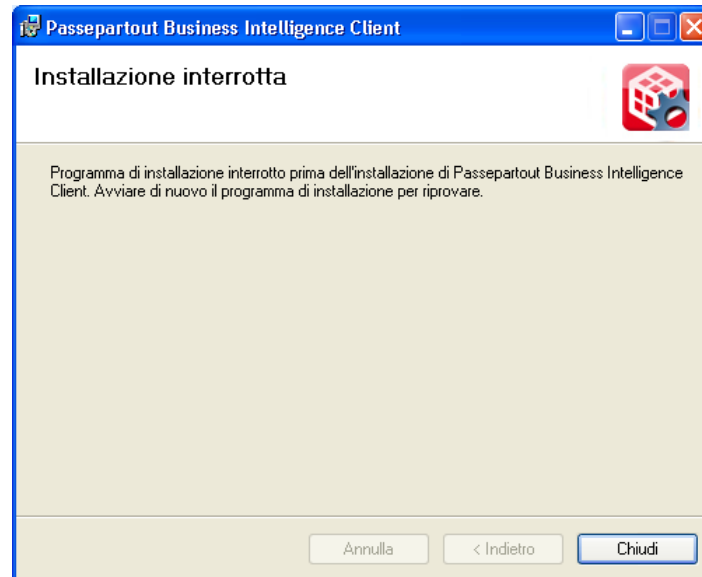 Passepartout Business Intelligence Client
Installazione interrotta
Programma di installazione interrotto prima dell'installazione di Passepartout Business Intelligence
Client. Avviare di nuovo il programma di installazione per riprovare.
Annulla
< Indietro
Chiudi